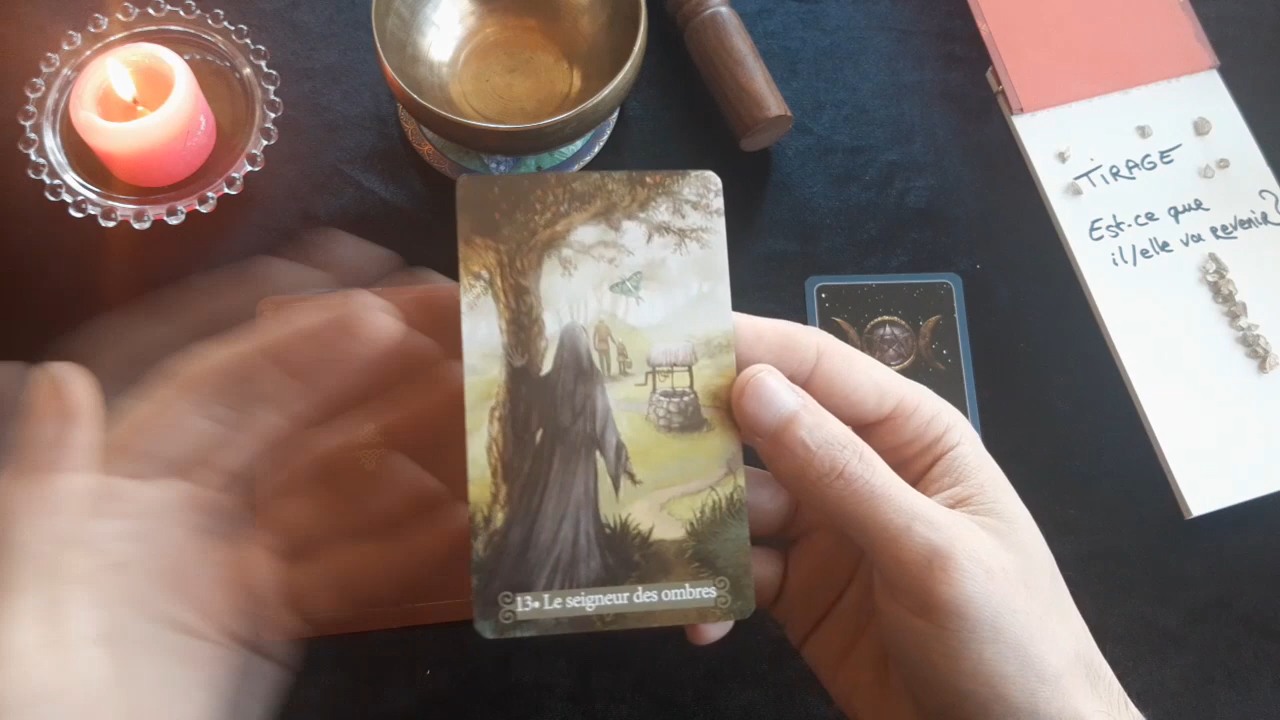 TIRAGE
Est-ce que
il/elle va revenir?
13• Le seigneur des ombres